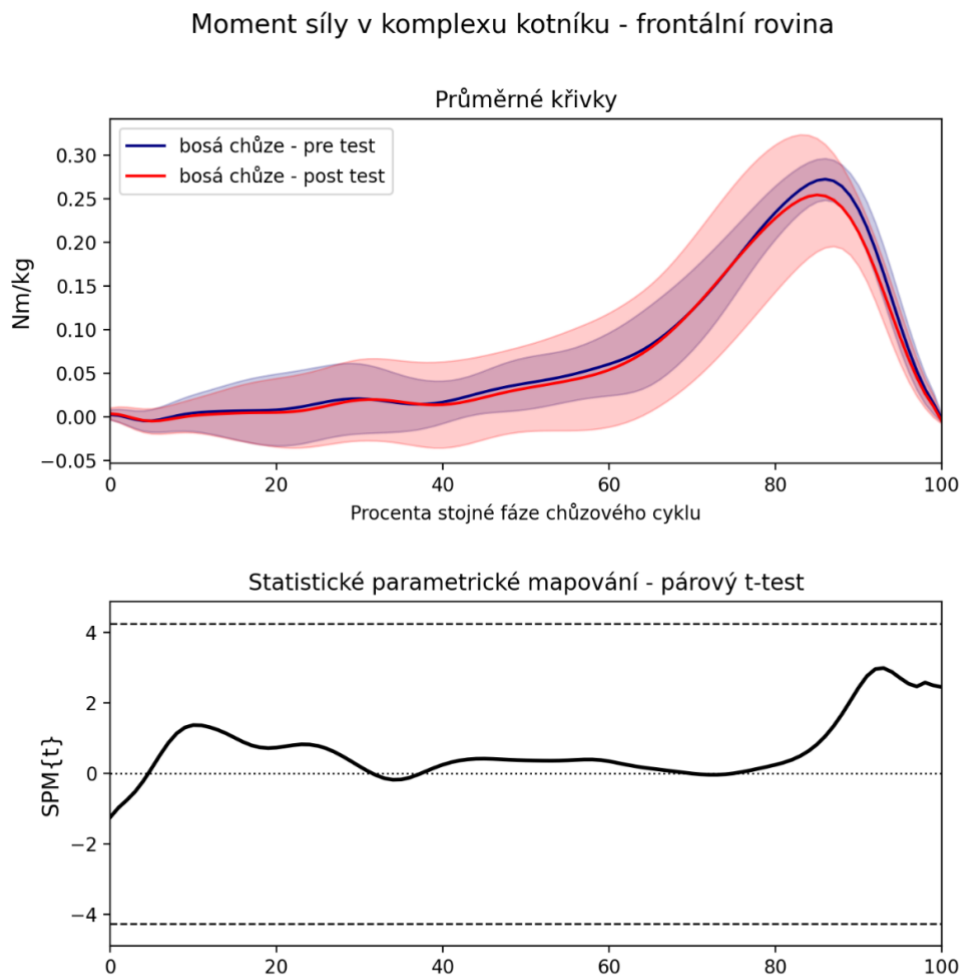 Moment síly v komplexu kotníku - frontální rovina
Průměrné křivky
bosá chůze - pre test
bosá chůze - post test
0.30
0.25
0.20
0.15
0.10
0.05
0.00
−0.05
Nm/kg
0 20 40 60 80 100
Procenta stojné fáze chůzového cyklu
Statistické parametrické mapování - párový t-test
4
2
0
−2
−4
SPM{t}
0 20 40 60 80 100